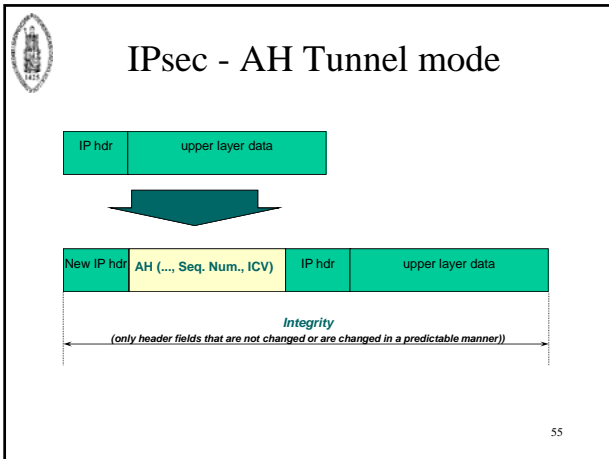 IPsec - AH Tunnel mode
IP hdr upper layer data
New IP hdr AH (..., Seq. Num., ICV) IP hdr upper layer data
Integrity
(only header fields that are not changed or are changed in a predictable manner))
55
1425